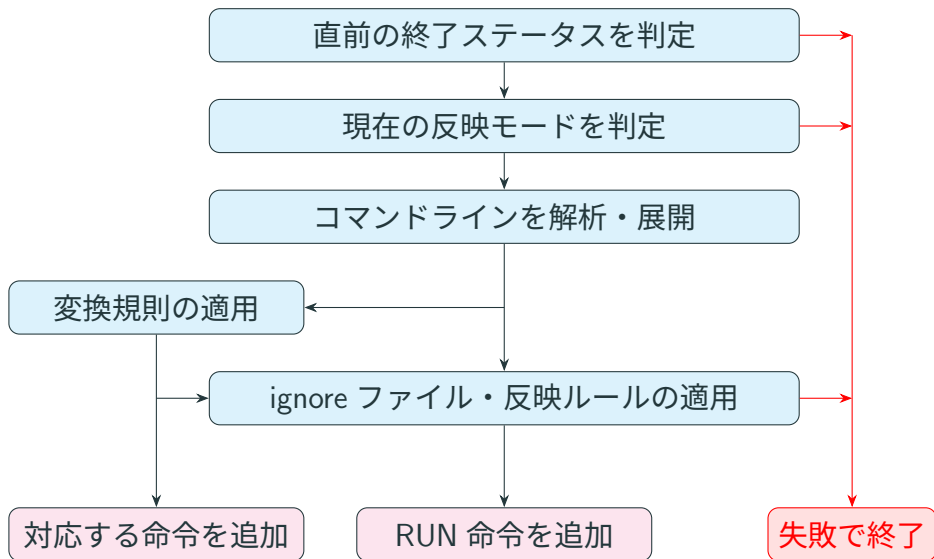 直前の終了ステータスを判定
現在の反映モードを判定
コマンドラインを解析・展開
変換規則の適用
ignore ファイル・反映ルールの適用
対応する命令を追加
RUN 命令を追加
失敗で終了